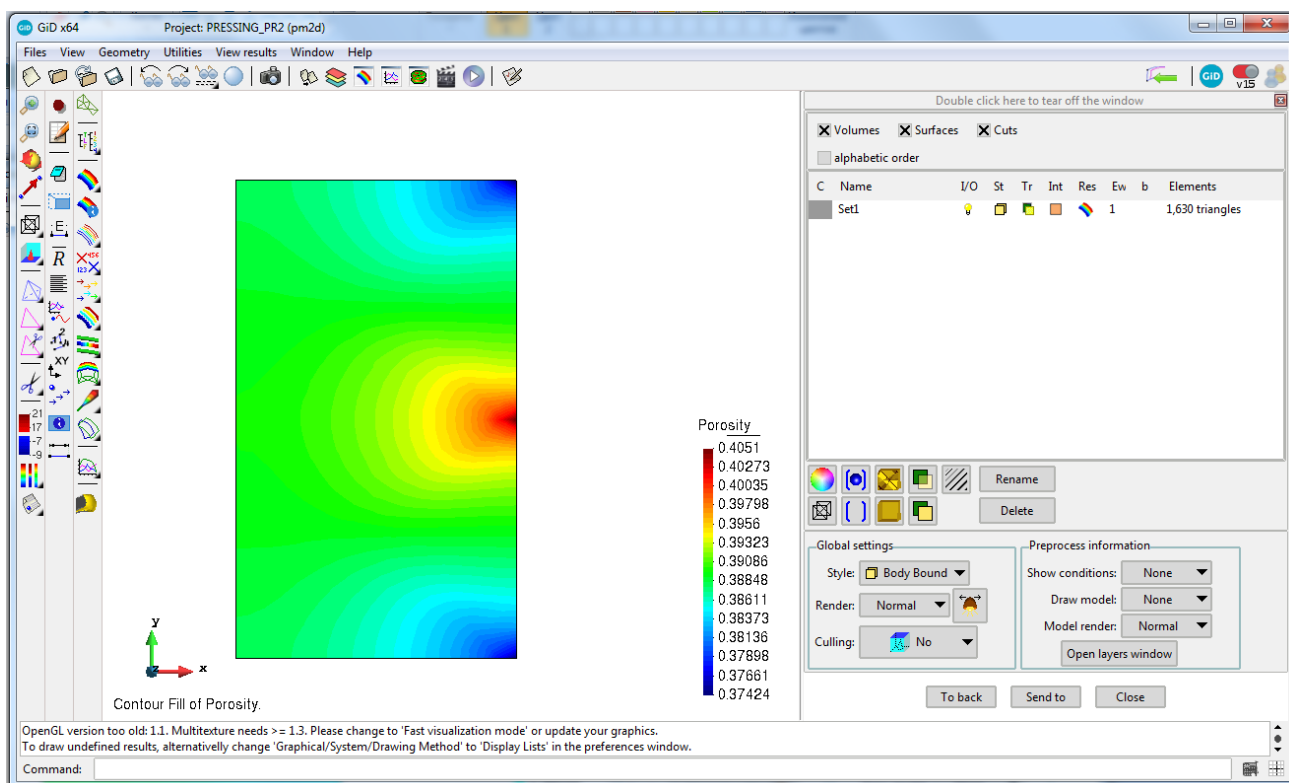 GiD x64 Project: PRESSING_PR2 (pm2d)
Files View Geometry Utilities View results Window Help
GiD v15
Double click here to tear off the window
Volumes Surfaces Cuts
alphabetic order
C Name I/O St Tr Int Res Ew b Elements
Set1 1 1,630 triangles
E
R
XY
21
17
-7
-9
Porosity
0.4051
0.40273
0.40035
0.39798
0.3956
0.39323
0.39086
0.38848
0.38611
0.38373
0.38136
0.37898
0.37661
0.37424
y
z x
Contour Fill of Porosity.
Rename
Delete
Global settings Preprocess information
Style: Body Bound Show conditions: None
Render: Normal Draw model: None
Culling: No Model render: Normal
Open layers window
To back Send to Close
OpenGL version too old: 1.1. Multitexture needs >= 1.3. Please change to 'Fast visualization mode' or update your graphics.
To draw undefined results, alternativelly change 'Graphical/System/Drawing Method' to 'Display Lists' in the preferences window.
Command: